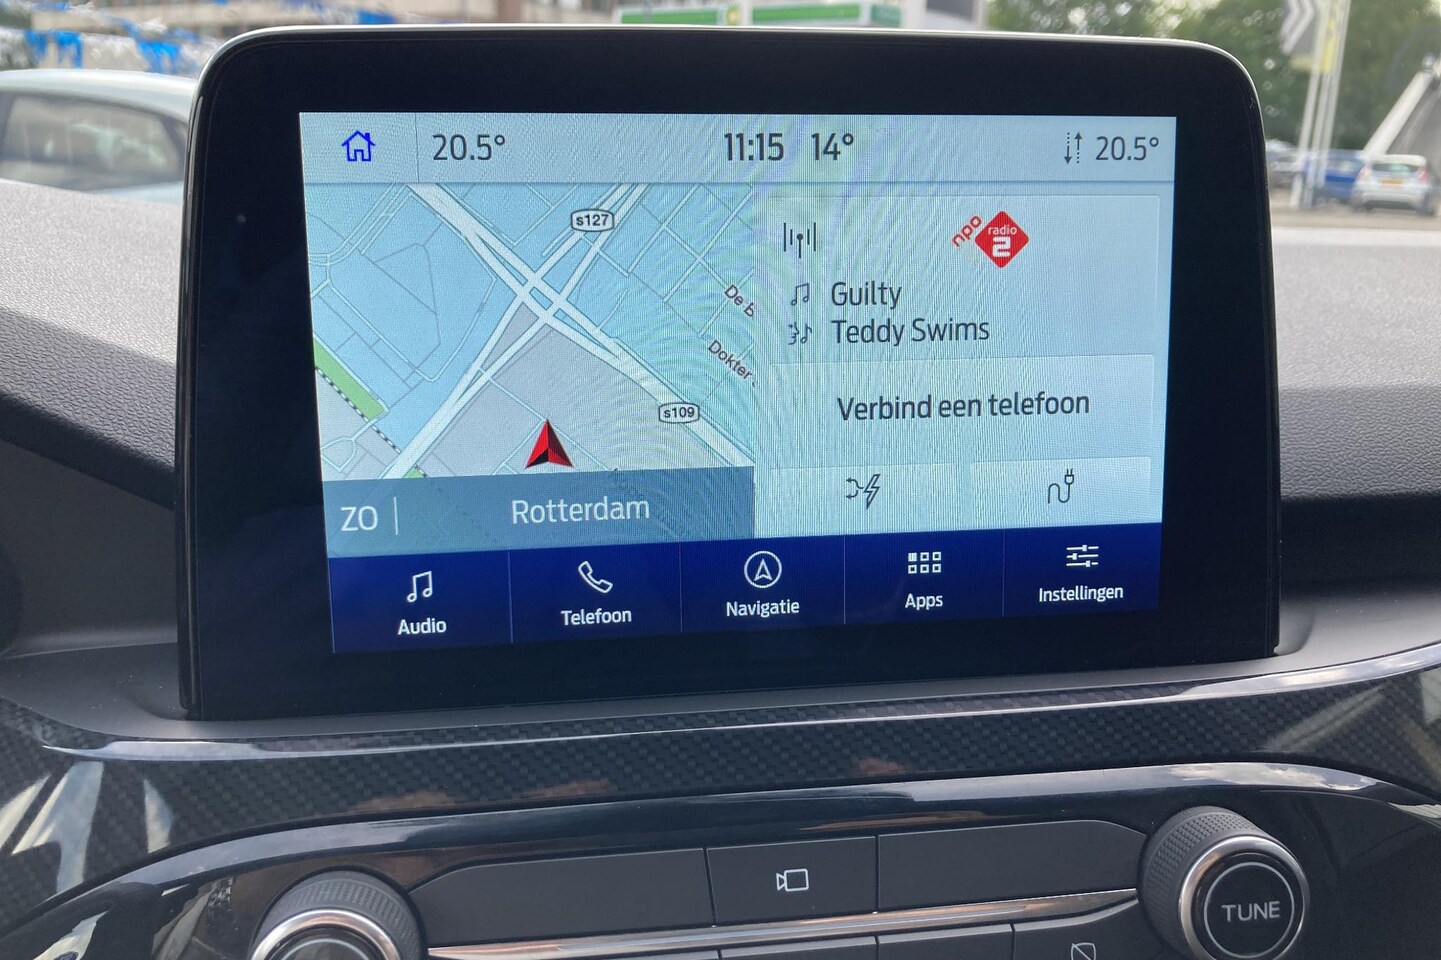 20.5° 11:15 14° 20.5°
s127
npo radio 2
De b
Guilty
Teddy Swims
Dokter
s109
Verbind een telefoon
ZO Rotterdam
Audio Telefoon Navigatie Apps Instellingen
TUNE